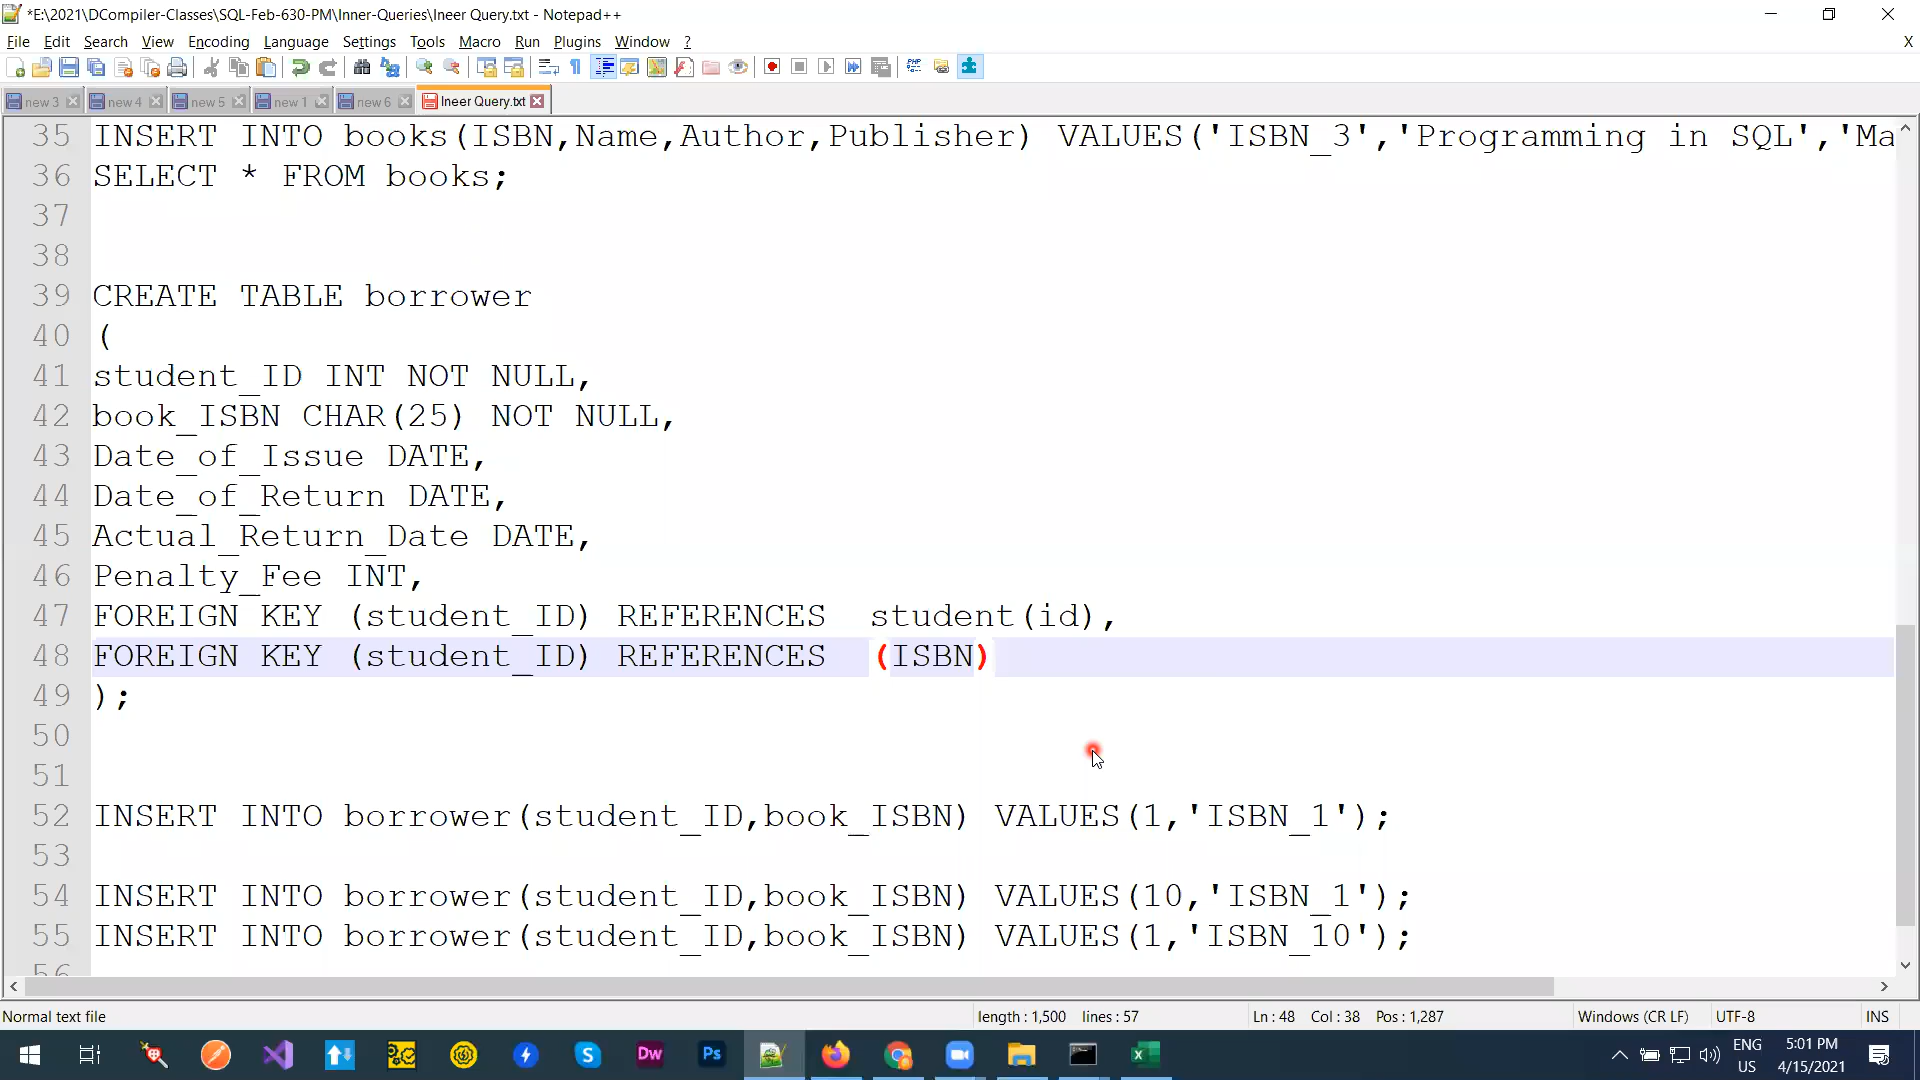 *E:\2021\DCompiler-Classes\SQL-Feb-630-PM\Inner-Queries\Ineer Query.txt - Notepad++
File Edit Search View Encoding Language Settings Tools Macro Run Plugins Window ? X
new 3 new 4 new 5 new 1 new 6 Ineer Query.txt
35 INSERT INTO books(ISBN,Name,Author,Publisher) VALUES('ISBN_3','Programming in SQL','Ma
36 SELECT * FROM books;
37
38
39 CREATE TABLE borrower
40 (
41 student_ID INT NOT NULL,
42 book_ISBN CHAR(25) NOT NULL,
43 Date_of_Issue DATE,
44 Date_of_Return DATE,
45 Actual_Return_Date DATE,
46 Penalty_Fee INT,
47 FOREIGN KEY (student_ID) REFERENCES  student(id),
48 FOREIGN KEY (student_ID) REFERENCES  (ISBN)
49 );
50
51
52 INSERT INTO borrower(student_ID,book_ISBN) VALUES(1,'ISBN_1');
53
54 INSERT INTO borrower(student_ID,book_ISBN) VALUES(10,'ISBN_1');
55 INSERT INTO borrower(student_ID,book_ISBN) VALUES(1,'ISBN_10');
56
Normal text file length : 1,500 lines : 57 Ln : 48 Col : 38 Pos : 1,287 Windows (CR LF) UTF-8 INS
Dw Ps ENG 5:01 PM
US 4/15/2021